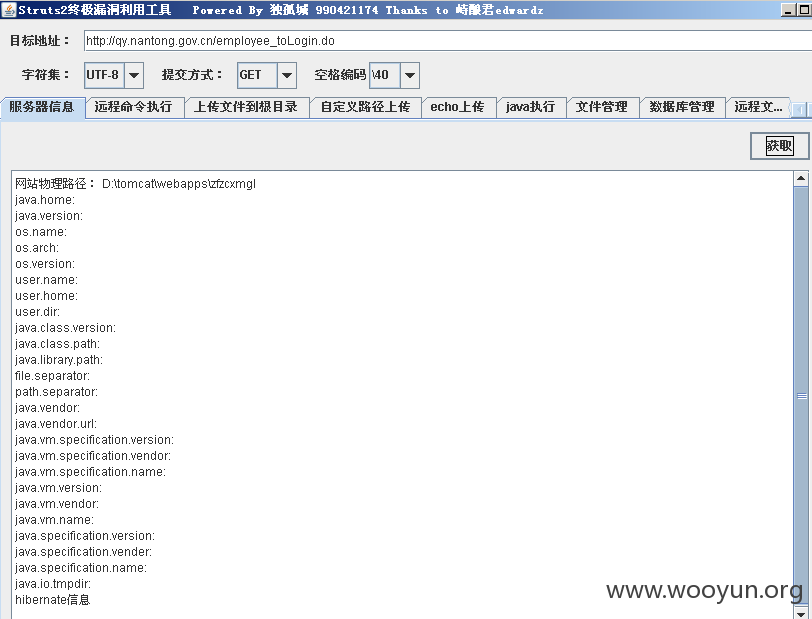 Struts2终极漏洞利用工具 Powered By 独孤城 990421174 Thanks to 峙酿君edwardz
目标地址： http://qy.nantong.gov.cn/employee_toLogin.do
字符集： UTF-8 提交方式： GET 空格编码 \40
服务器信息 远程命令执行 上传文件到根目录 自定义路径上传 echo上传 java执行 文件管理 数据库管理 远程文...
获取
网站物理路径： D:\tomcat\webapps\zfzcxmgl
java.home:
java.version:
os.name:
os.arch:
os.version:
user.name:
user.home:
user.dir:
java.class.version:
java.class.path:
java.library.path:
file.separator:
path.separator:
java.vendor:
java.vendor.url:
java.vm.specification.version:
java.vm.specification.vendor:
java.vm.specification.name:
java.vm.version:
java.vm.vendor:
java.vm.name:
java.specification.version:
java.specification.vender:
java.specification.name:
java.io.tmpdir:
hibernate信息
www.wooyun.org